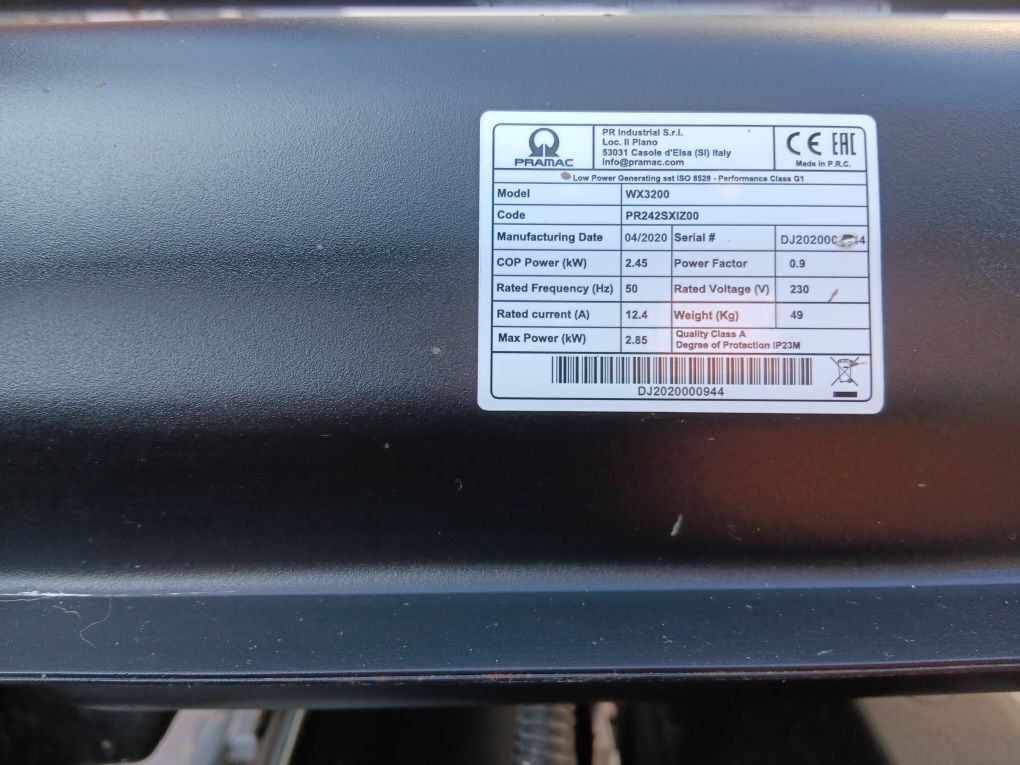 PRAMAC
PR Industrial S.r.l.
Loc. Il Piano
53031 Casole d'Elsa (SI) Italy
Info@pramac.com
CE EAC
Made in P.R.C.
Low Power Generating set ISO 8528 - Performance Class G1
Model WX3200
Code PR242SXIZ00
Manufacturing Date 04/2020 Serial #
COP Power (kW) 2.45 Power Factor 0.9
Rated Frequency (Hz) 50 Rated Voltage (V) 230
Rated current (A) 12.4 Weight (Kg) 49
Max Power (kW) 2.85 Quality Class A
Degree of Protection IP23M
DJ2020000944